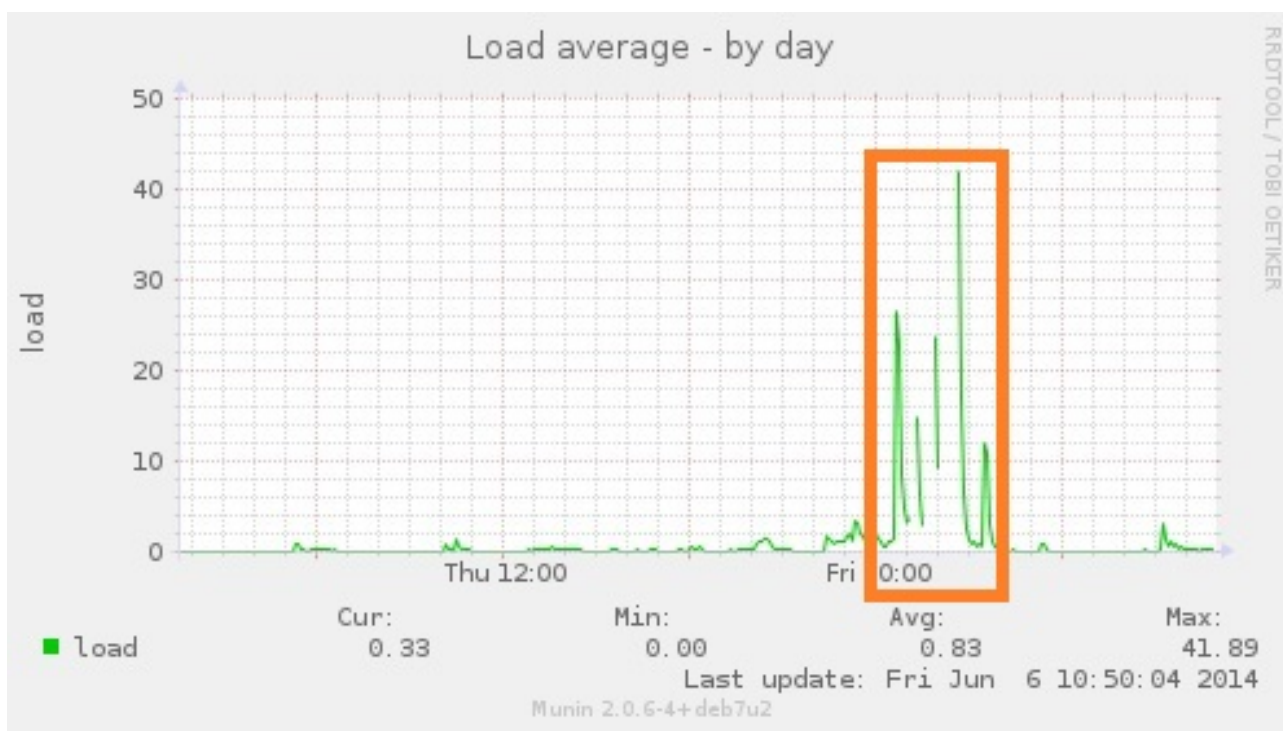 Load average - by day
RRDTOOL / TOBI OETIKER
50
40
30
20
10
0
load
Thu 12:00
Fri 0:00
Cur: Min: Avg: Max:
load 0.33 0.00 0.83 41.89
Last update: Fri Jun 6 10:50:04 2014
Munin 2.0.6-4+deb7u2